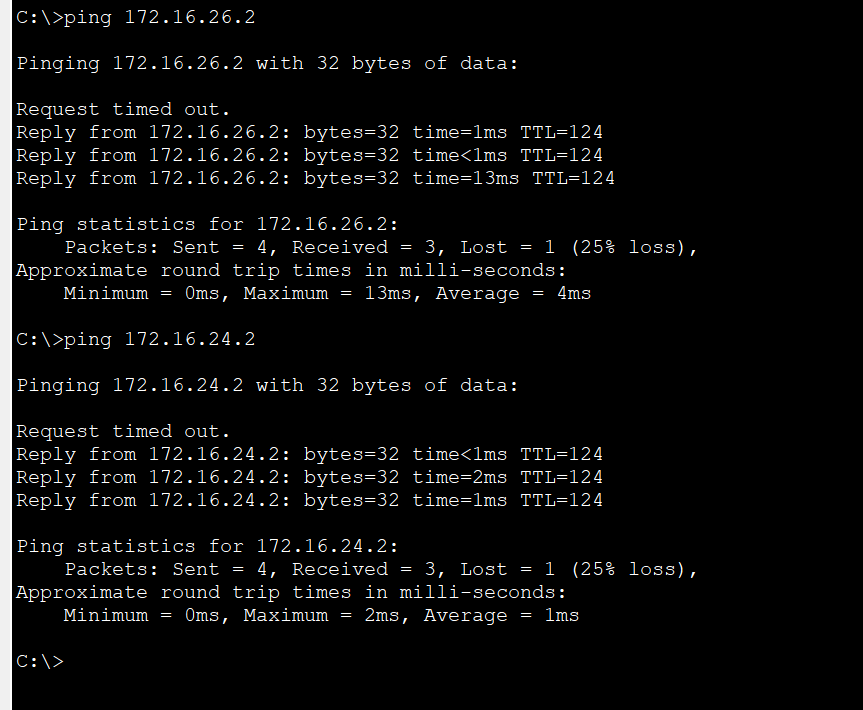 C:\>ping 172.16.26.2
Pinging 172.16.26.2 with 32 bytes of data:
Request timed out.
Reply from 172.16.26.2: bytes=32 time=1ms TTL=124
Reply from 172.16.26.2: bytes=32 time<1ms TTL=124
Reply from 172.16.26.2: bytes=32 time=13ms TTL=124
Ping statistics for 172.16.26.2:
    Packets: Sent = 4, Received = 3, Lost = 1 (25% loss),
Approximate round trip times in milli-seconds:
    Minimum = 0ms, Maximum = 13ms, Average = 4ms
C:\>ping 172.16.24.2
Pinging 172.16.24.2 with 32 bytes of data:
Request timed out.
Reply from 172.16.24.2: bytes=32 time<1ms TTL=124
Reply from 172.16.24.2: bytes=32 time=2ms TTL=124
Reply from 172.16.24.2: bytes=32 time=1ms TTL=124
Ping statistics for 172.16.24.2:
    Packets: Sent = 4, Received = 3, Lost = 1 (25% loss),
Approximate round trip times in milli-seconds:
    Minimum = 0ms, Maximum = 2ms, Average = 1ms
C:\>